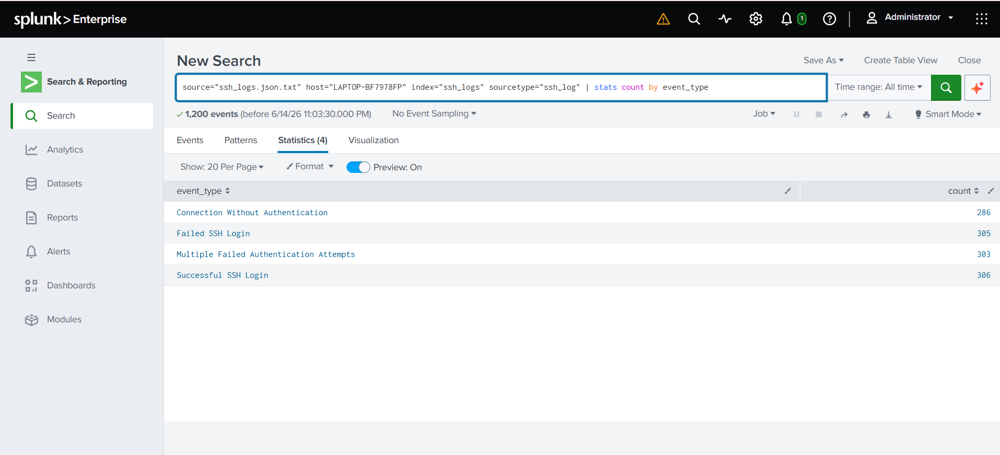 splunk>Enterprise
1
Administrator
Search & Reporting
Search
Analytics
Datasets
Reports
Alerts
Dashboards
Modules
New Search
Save As
Create Table View
Close
source="ssh_logs.json.txt" host="LAPTOP-BF7978FP" index="ssh_logs" sourcetype="ssh_log" | stats count by event_type
Time range: All time
1,200 events (before 6/14/26 11:03:30.000 PM)
No Event Sampling
Job
Smart Mode
Events
Patterns
Statistics (4)
Visualization
Show: 20 Per Page
Format
Preview: On
event_type count
Connection Without Authentication 286
Failed SSH Login 305
Multiple Failed Authentication Attempts 303
Successful SSH Login 306